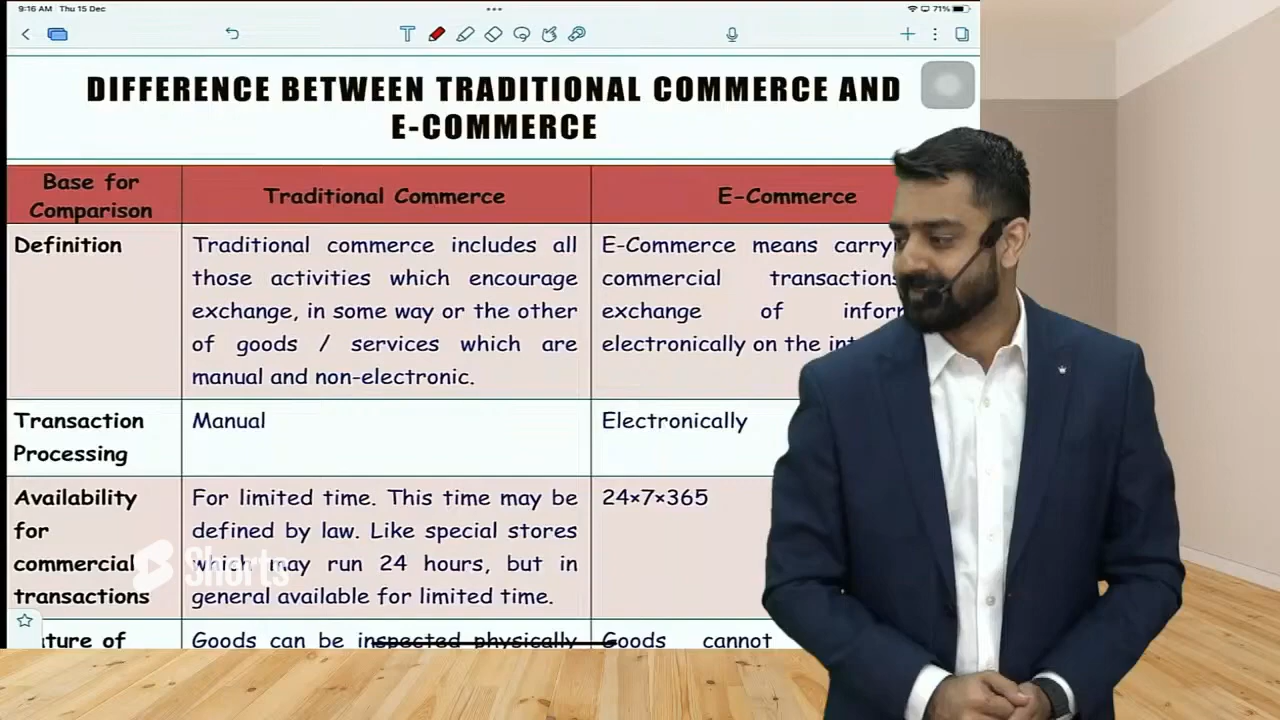 9:16 AM Thu 15 Dec
71%
DIFFERENCE BETWEEN TRADITIONAL COMMERCE AND
E-COMMERCE
Base for
Comparison
Traditional Commerce
E-Commerce
Definition
Traditional commerce includes all
those activities which encourage
exchange, in some way or the other
of goods / services which are
manual and non-electronic.
E-Commerce means
commercial transactions
exchange of
electronically on the
Transaction
Processing
Manual
Electronically
Availability
for
commercial
transactions
For limited time. This time may be
defined by law. Like special stores
which may run 24 hours, but in
general available for limited time.
24×7×365
Shorts
of
Goods can be inspected physically
Goods cannot